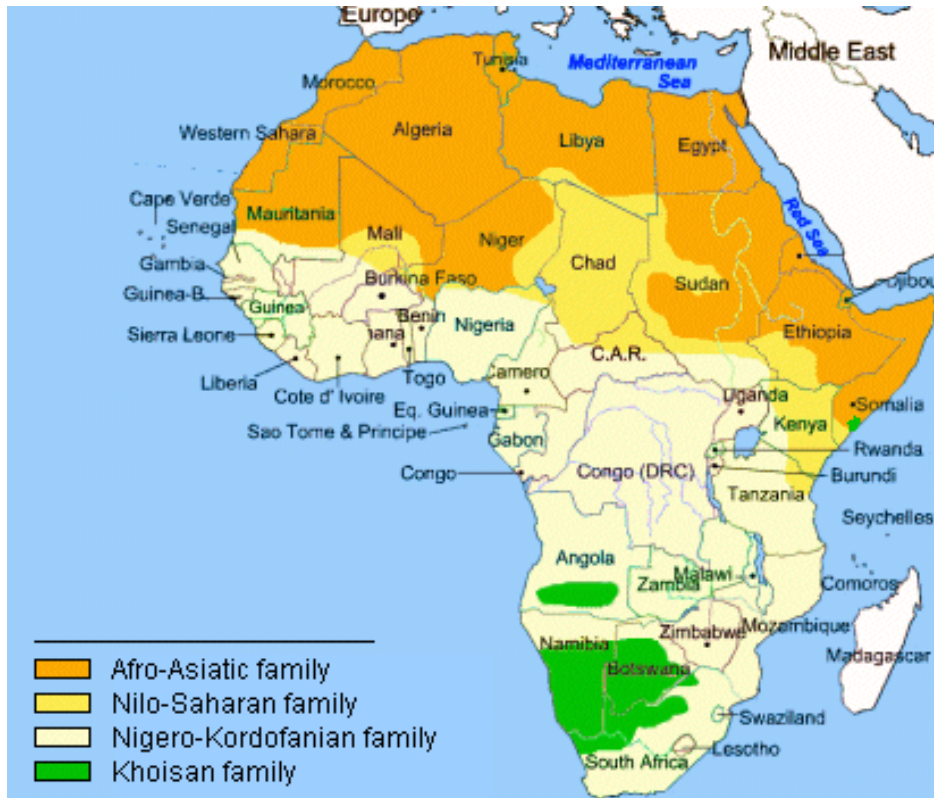 Europe
Middle East
Tunisia
Mediterranean
Sea
Morocco
Algeria
Western Sahara
Libya
Egypt
Cape Verde
Mauritania
Red Sea
Senegal
Mali
Niger
Chad
Gambia
Burkina Faso
Sudan
Djibou
Guinea-B.
Guinea
Benin
Nigeria
Ethiopia
Sierra Leone
hana
C.A.R.
Liberia
Togo
Camero
Cote d' Ivoire
Uganda
Somalia
Eq. Guinea
Kenya
Sao Tome & Principe
Gabon
Rwanda
Congo
Congo (DRC)
Burundi
Tanzania
Seychelles
Angola
Malawi
Zambia
Comoros
Mozambique
Zimbabwe
Namibia
Madagascar
Botswana
Afro-Asiatic family
Nilo-Saharan family
Swaziland
Nigero-Kordofanian family
Lesotho
South Africa
Khoisan family